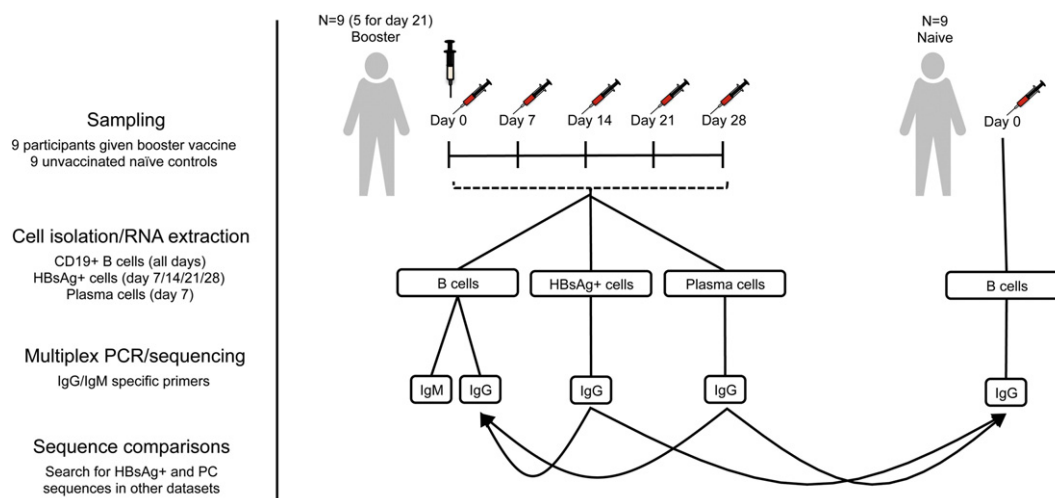 N=9 (5 for day 21)
Booster
N=9
Naive
Day 0
Day 7
Day 14
Day 21
Day 28
Day 0
Sampling
9 participants given booster vaccine
9 unvaccinated naïve controls
Cell isolation/RNA extraction
CD19+ B cells (all days)
HBsAg+ cells (day 7/14/21/28)
Plasma cells (day 7)
B cells
HBsAg+ cells
Plasma cells
B cells
Multiplex PCR/sequencing
IgG/IgM specific primers
IgM
IgG
IgG
IgG
IgG
Sequence comparisons
Search for HBsAg+ and PC
sequences in other datasets